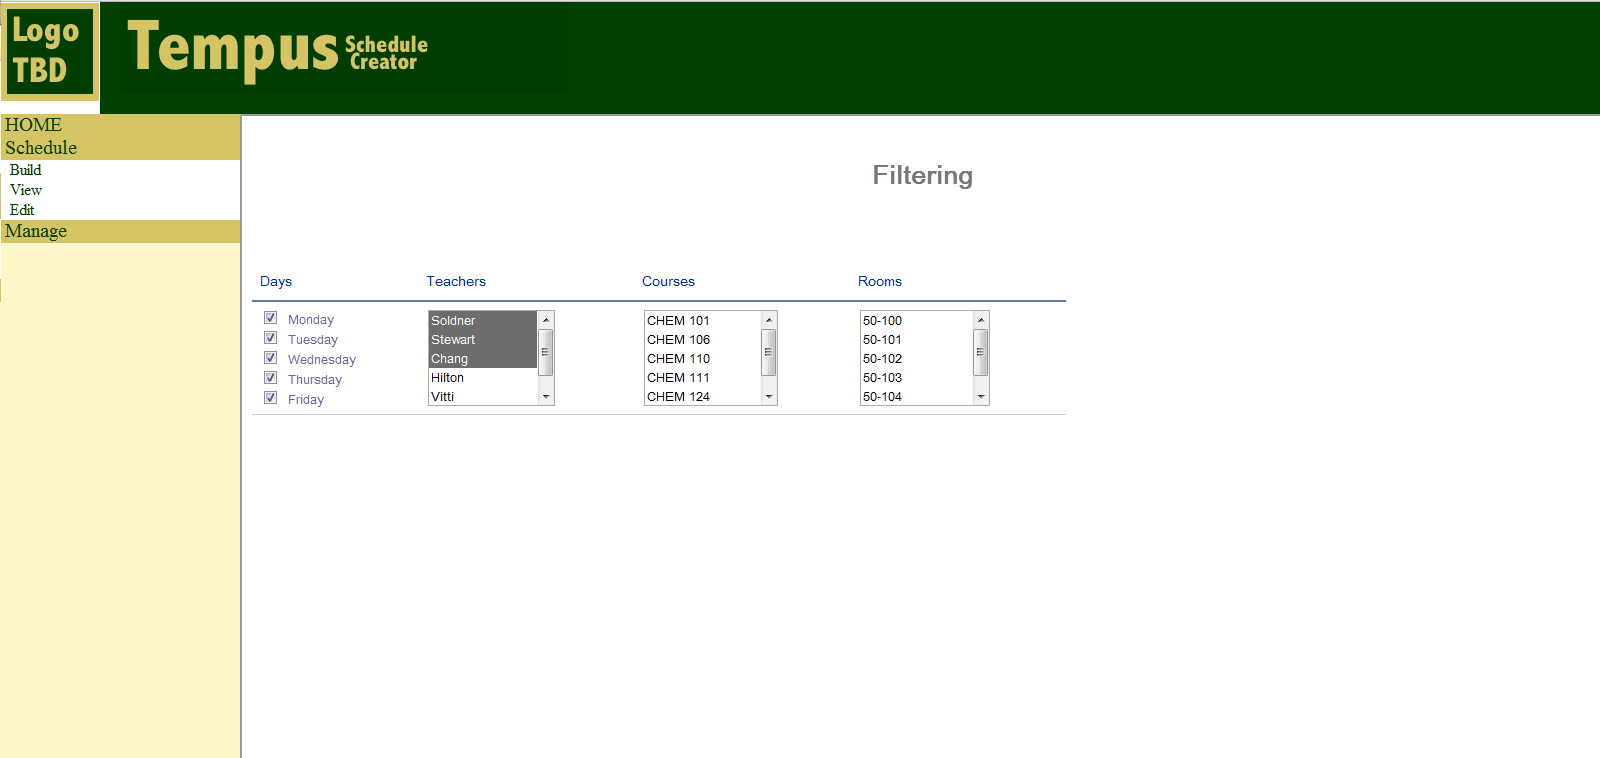 Logo
TBD
Tempus Schedule
Creator
HOME
Schedule
Build
View
Edit
Manage
Filtering
Days Teachers Courses Rooms
Monday Soldner CHEM 101 50-100
Tuesday Stewart CHEM 106 50-101
Wednesday Chang CHEM 110 50-102
Thursday Hilton CHEM 111 50-103
Friday Vitti CHEM 124 50-104